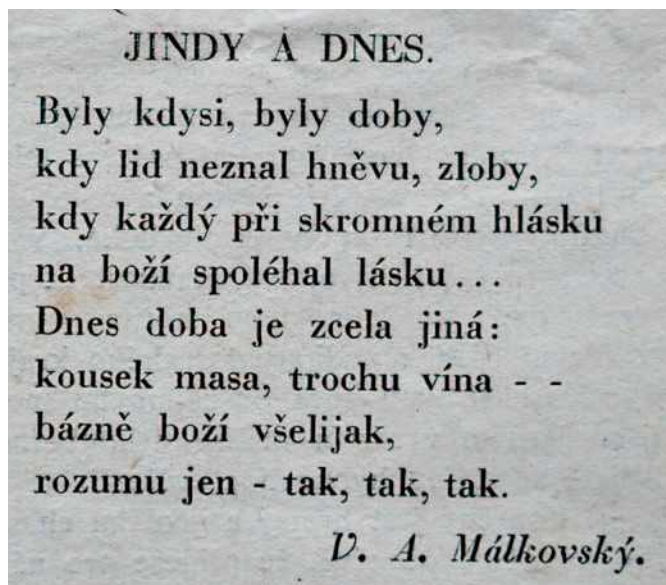 JINDY A DNES.
Byly kdysi, byly doby,
kdy lid neznal hněvu, zloby,
kdy každý při skromném hlásku
na boží spoléhal lásku...
Dnes doba je zcela jiná:
kousek masa, trochu vína - -
bázně boží všelijak,
rozumu jen - tak, tak, tak.
V. A. Málkovský.